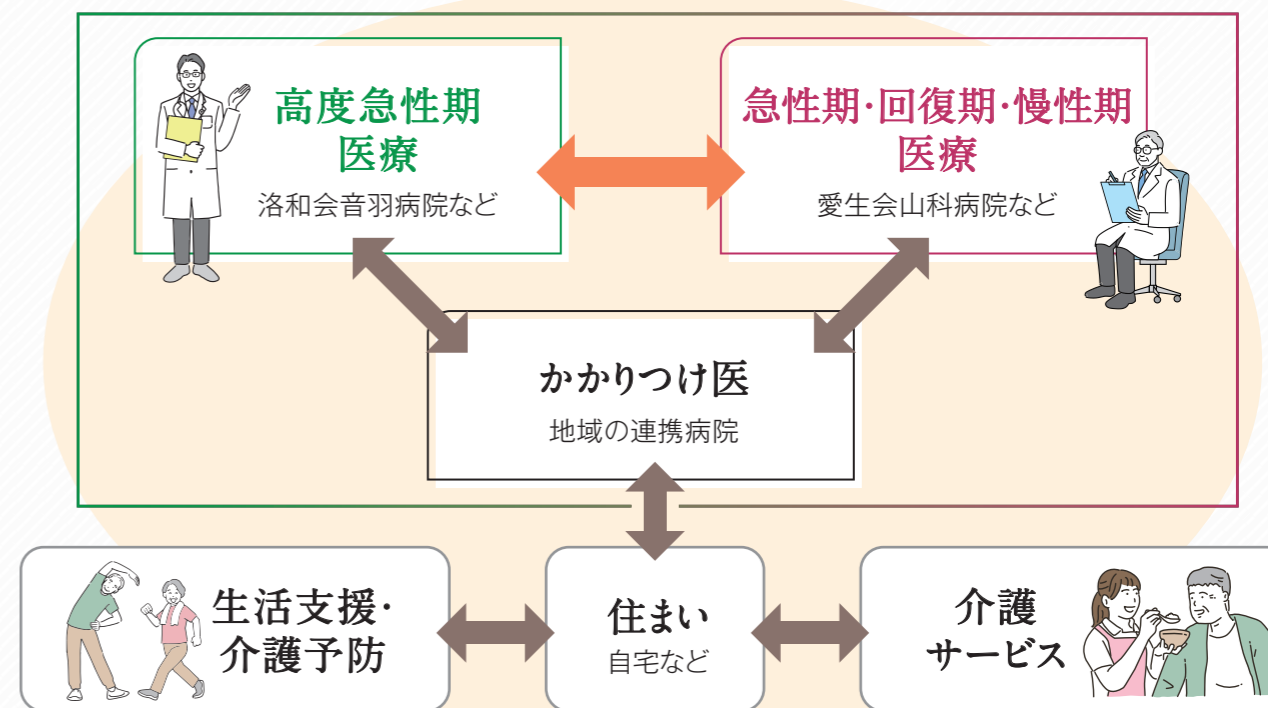 高度急性期
医療
洛和会音羽病院など
急性期・回復期・慢性期
医療
愛生会山科病院など
かかりつけ医
地域の連携病院
生活支援・
介護予防
住まい
自宅など
介護
サービス